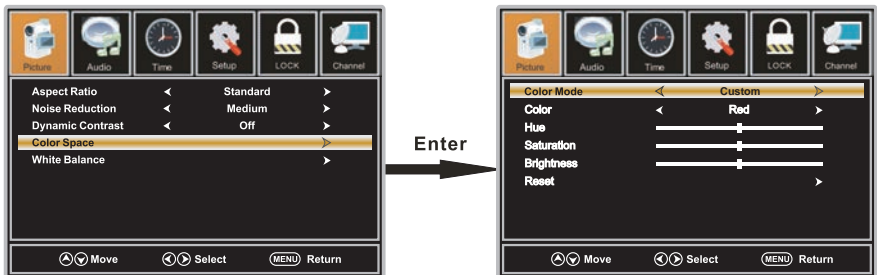 Picture Audio Time Setup LOCK Channel
Aspect Ratio Standard
Noise Reduction Medium
Dynamic Contrast Off
Color Space
White Balance
Move Select MENU Return
Enter
Picture Audio Time Setup LOCK Channel
Color Mode Custom
Color Red
Hue
Saturation
Brightness
Reset
Move Select MENU Return